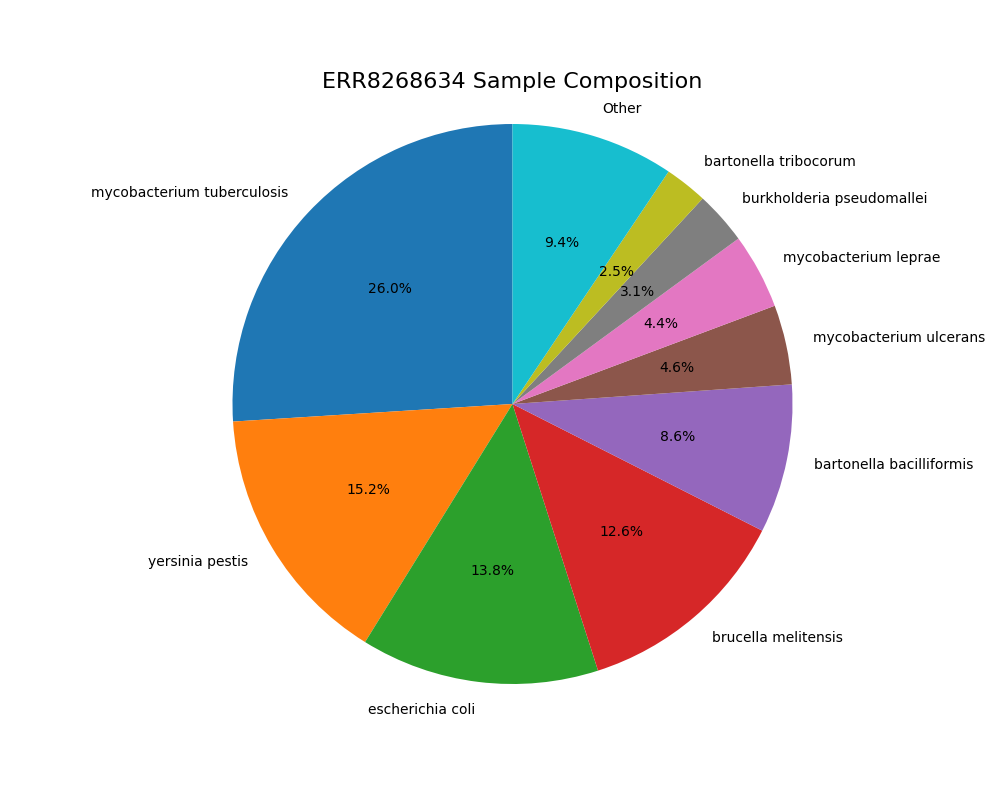 ERR8268634 Sample Composition
Other
bartonella tribocorum
burkholderia pseudomallei
mycobacterium tuberculosis
mycobacterium leprae
mycobacterium ulcerans
bartonella bacilliformis
yersinia pestis
brucella melitensis
escherichia coli
9.4%
2.5%
3.1%
26.0%
4.4%
4.6%
8.6%
15.2%
12.6%
13.8%